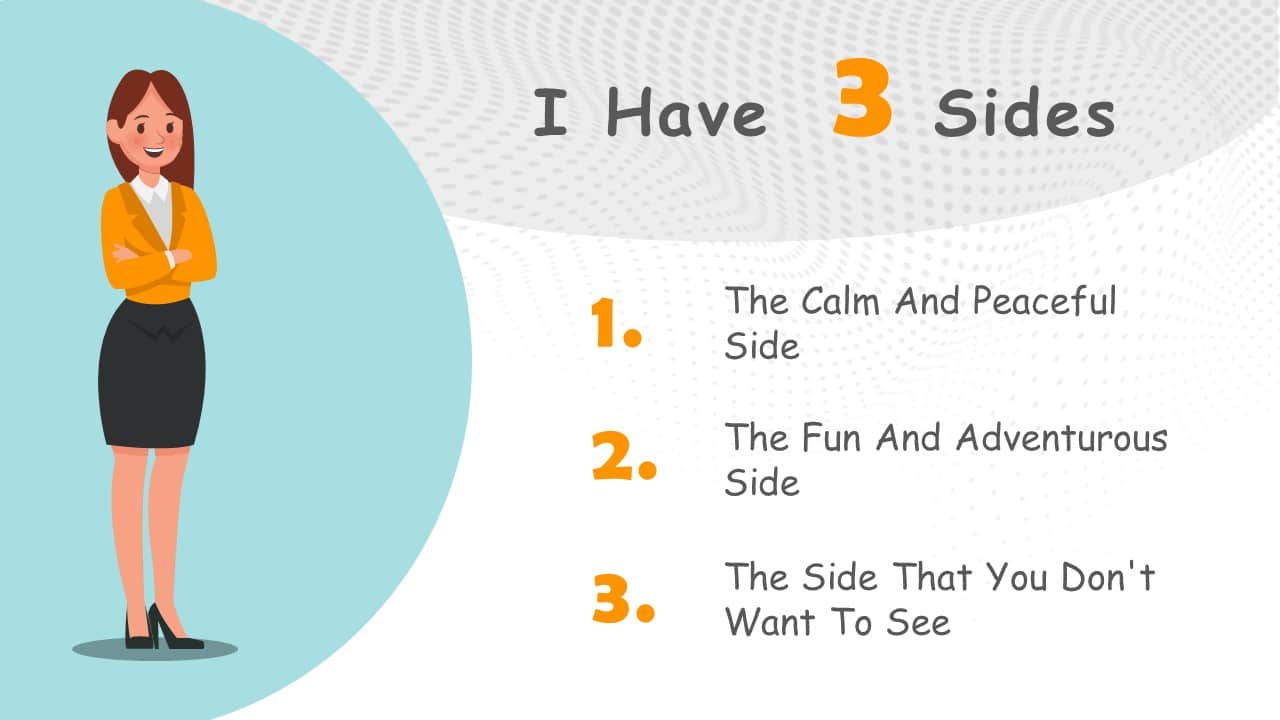 I Have 3 Sides
1. The Calm And Peaceful
Side
2. The Fun And Adventurous
Side
3. The Side That You Don't
Want To See